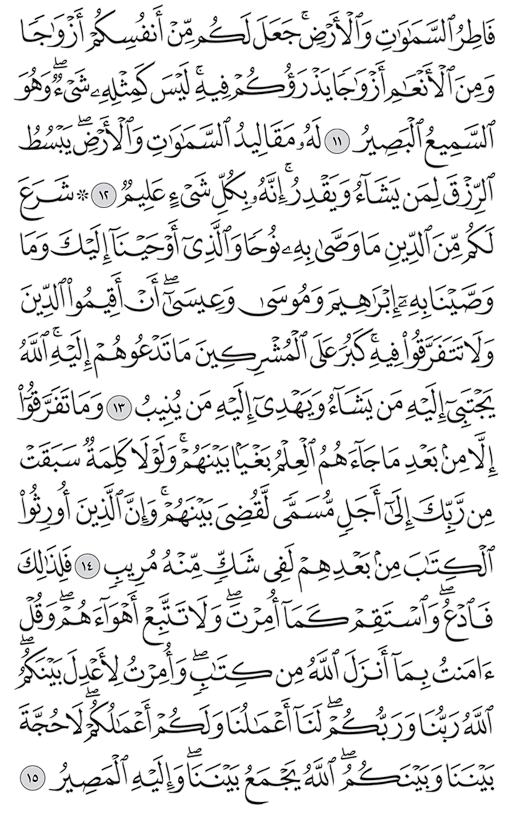 فَاطِرُ ٱلسَّمَٰوَٰتِ وَٱلْأَرْضِۚ جَعَلَ لَكُم مِّنْ أَنفُسِكُمْ أَزْوَٰجًا
وَمِنَ ٱلْأَنْعَٰمِ أَزْوَٰجًا يَذْرَؤُكُمْ فِيهِۚ لَيْسَ كَمِثْلِهِۦ شَىْءٌۖ وَهُوَ
ٱلسَّمِيعُ ٱلْبَصِيرُ ١١ لَهُۥ مَقَالِيدُ ٱلسَّمَٰوَٰتِ وَٱلْأَرْضِۖ يَبْسُطُ
ٱلرِّزْقَ لِمَن يَشَآءُ وَيَقْدِرُۚ إِنَّهُۥ بِكُلِّ شَىْءٍ عَلِيمٌ ١٢ ۞ شَرَعَ
لَكُم مِّنَ ٱلدِّينِ مَا وَصَّىٰ بِهِۦ نُوحًا وَٱلَّذِىٓ أَوْحَيْنَآ إِلَيْكَ وَمَا
وَصَّيْنَا بِهِۦٓ إِبْرَٰهِيمَ وَمُوسَىٰ وَعِيسَىٰٓۖ أَنْ أَقِيمُوا۟ ٱلدِّينَ
وَلَا تَتَفَرَّقُوا۟ فِيهِۚ كَبُرَ عَلَى ٱلْمُشْرِكِينَ مَا تَدْعُوهُمْ إِلَيْهِۚ ٱللَّهُ
يَجْتَبِىٓ إِلَيْهِ مَن يَشَآءُ وَيَهْدِىٓ إِلَيْهِ مَن يُنِيبُ ١٣ وَمَا تَفَرَّقُوٓا۟
إِلَّا مِنۢ بَعْدِ مَا جَآءَهُمُ ٱلْعِلْمُ بَغْيًۢا بَيْنَهُمْۚ وَلَوْلَا كَلِمَةٌ سَبَقَتْ
مِن رَّبِّكَ إِلَىٰٓ أَجَلٍ مُّسَمًّى لَّقُضِىَ بَيْنَهُمْۚ وَإِنَّ ٱلَّذِينَ أُورِثُوا۟
ٱلْكِتَٰبَ مِنۢ بَعْدِهِمْ لَفِى شَكٍّ مِّنْهُ مُرِيبٍ ١٤ فَلِذَٰلِكَ
فَٱدْعُۖ وَٱسْتَقِمْ كَمَآ أُمِرْتَۖ وَلَا تَتَّبِعْ أَهْوَآءَهُمْۖ وَقُلْ
ءَامَنتُ بِمَآ أَنزَلَ ٱللَّهُ مِن كِتَٰبٍۖ وَأُمِرْتُ لِأَعْدِلَ بَيْنَكُمُۖ
ٱللَّهُ رَبُّنَا وَرَبُّكُمْۖ لَنَآ أَعْمَٰلُنَا وَلَكُمْ أَعْمَٰلُكُمْۖ لَا حُجَّةَ
بَيْنَنَا وَبَيْنَكُمُۖ ٱللَّهُ يَجْمَعُ بَيْنَنَاۖ وَإِلَيْهِ ٱلْمَصِيرُ ١٥